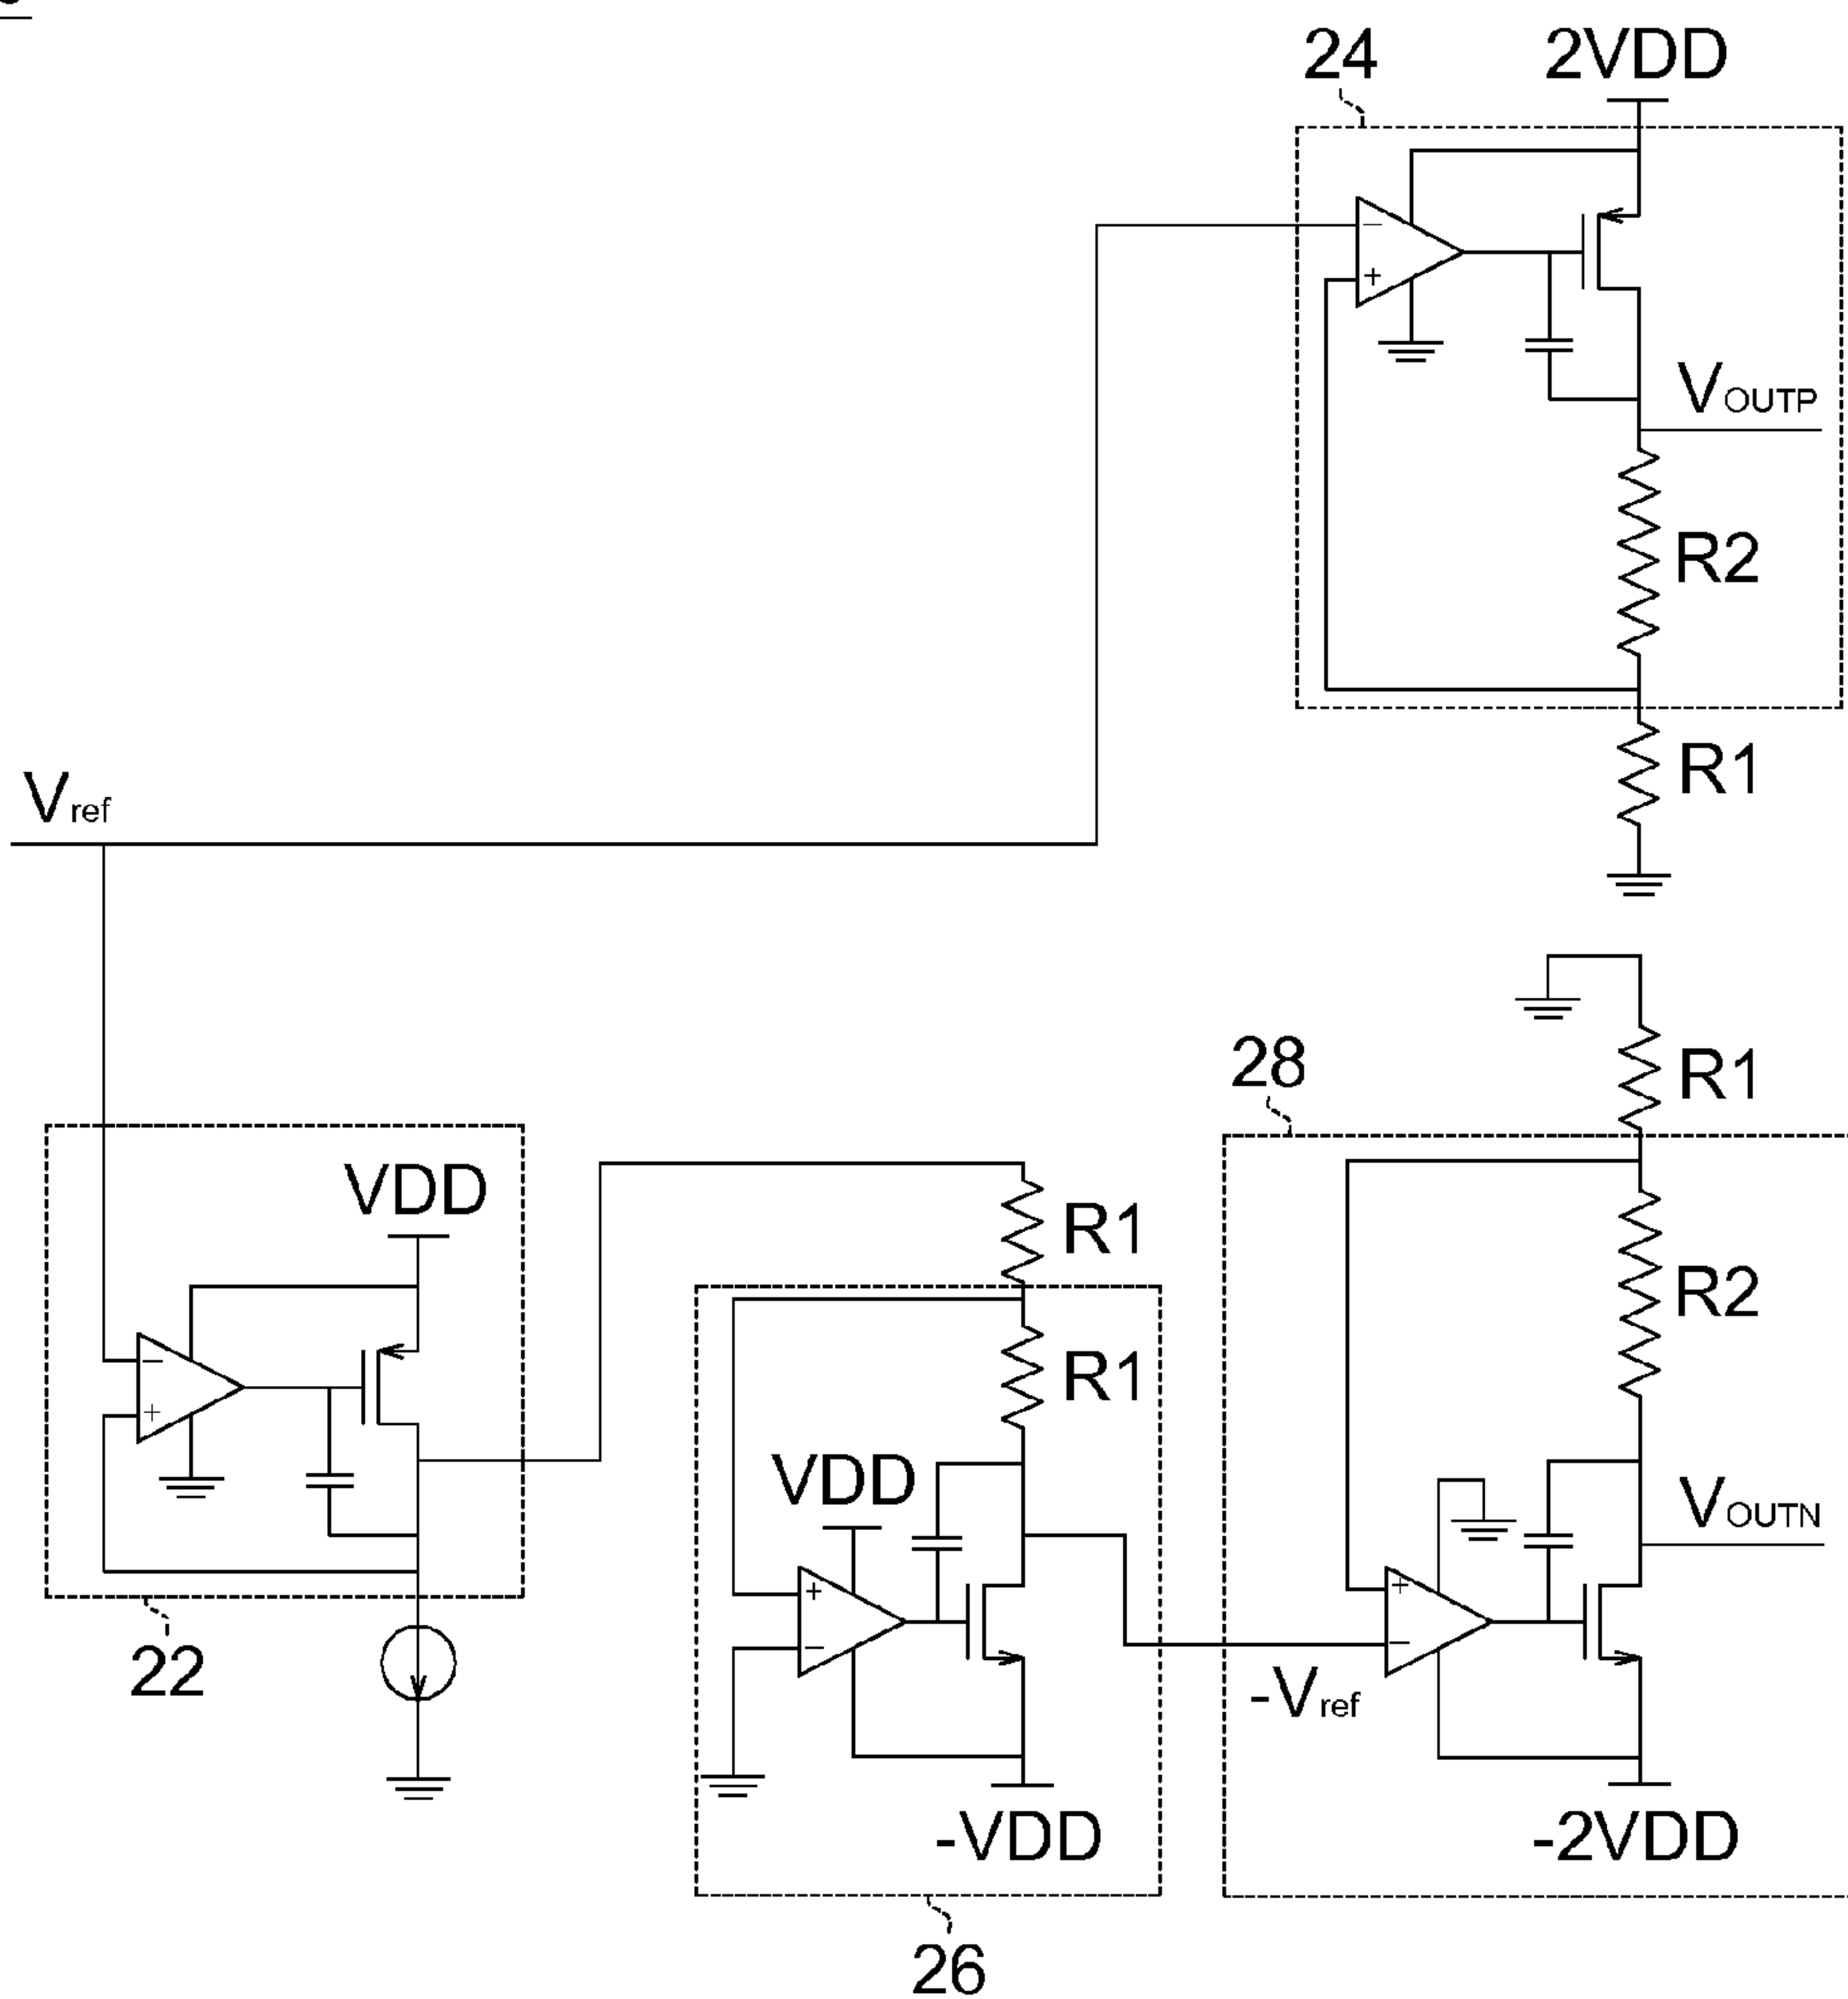 24
2VDD
−
+
VOUTP
R2
R1
Vref
R1
28
VDD
R1
R2
−
+
R1
VDD
+
−
VOUTN
+
−
22
-Vref
-VDD
-2VDD
26